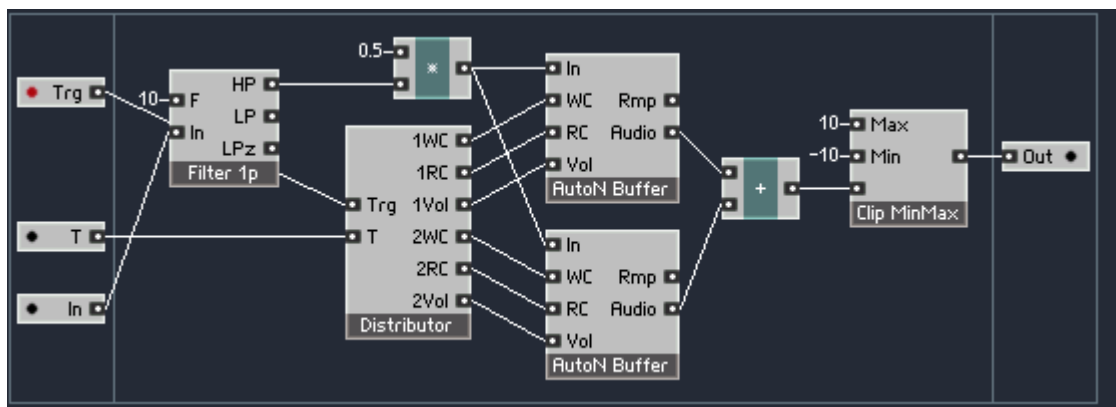 Trg
T
In
10
F
In
HP
LP
LPz
Filter 1p
0.5
*
Trg
T
1WC
1RC
1Vol
2WC
2RC
2Vol
Distributor
In
WC
RC
Vol
Rmp
Audio
AutoN Buffer
In
WC
RC
Vol
Rmp
Audio
AutoN Buffer
+
10
-10
Max
Min
Clip MinMax
Out